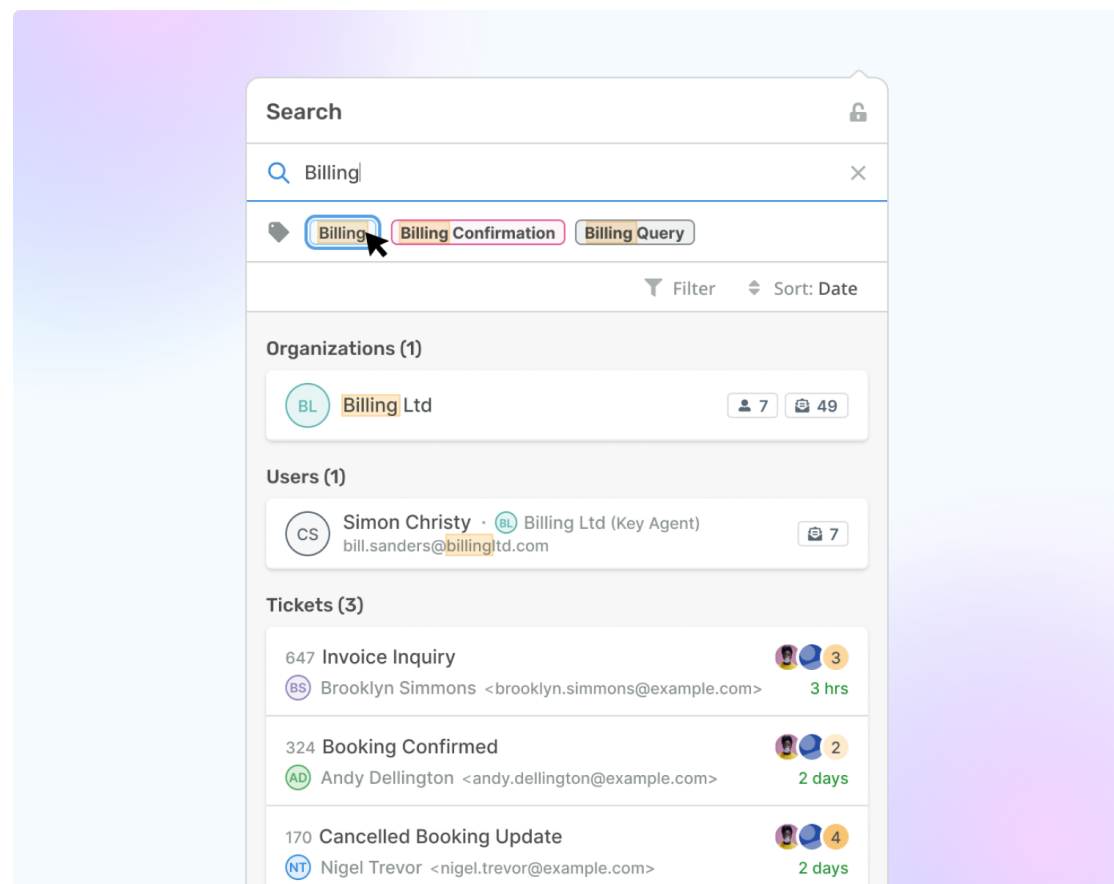 Search
Billing
Billing Billing Confirmation Billing Query
Filter Sort: Date
Organizations (1)
BL Billing Ltd 7 49
Users (1)
CS Simon Christy · BL Billing Ltd (Key Agent) 7
bill.sanders@billingltd.com
Tickets (3)
647 Invoice Inquiry 3
BS Brooklyn Simmons <brooklyn.simmons@example.com> 3 hrs
324 Booking Confirmed 2
AD Andy Dellington <andy.dellington@example.com> 2 days
170 Cancelled Booking Update 4
NT Nigel Trevor <nigel.trevor@example.com> 2 days